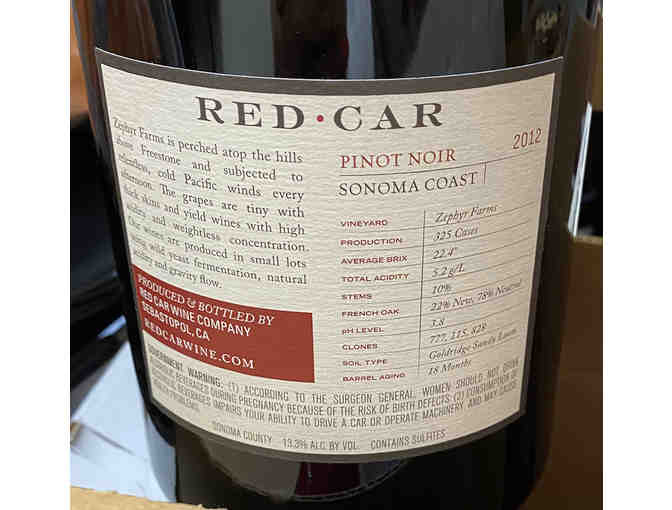 RED • CAR
Zephyr Farms is perched atop the hills
above Freestone and subjected to
relentless, cold Pacific winds every
afternoon. The grapes are tiny with
thick skins and yield wines with high
acidity and weightless concentration.
Our wines are produced in small lots
using wild yeast fermentation, natural
acidity and gravity flow.
PRODUCED & BOTTLED BY
RED CAR WINE COMPANY
SEBASTOPOL, CA
REDCARWINE.COM
2012
PINOT NOIR
SONOMA COAST
VINEYARD Zephyr Farms
PRODUCTION 325 Cases
AVERAGE BRIX 22.4°
TOTAL ACIDITY 5.2 g/L
STEMS 10%
FRENCH OAK 22% New, 78% Neutral
pH LEVEL 3.8
CLONES 777, 115, 828
SOIL TYPE Goldridge Sandy Loam
BARREL AGING 18 Months
GOVERNMENT WARNING: (1) ACCORDING TO THE SURGEON GENERAL, WOMEN SHOULD NOT DRINK
ALCOHOLIC BEVERAGES DURING PREGNANCY BECAUSE OF THE RISK OF BIRTH DEFECTS. (2) CONSUMPTION OF
ALCOHOLIC BEVERAGES IMPAIRS YOUR ABILITY TO DRIVE A CAR OR OPERATE MACHINERY, AND MAY CAUSE
HEALTH PROBLEMS.
SONOMA COUNTY 13.3% ALC. BY VOL. CONTAINS SULFITES